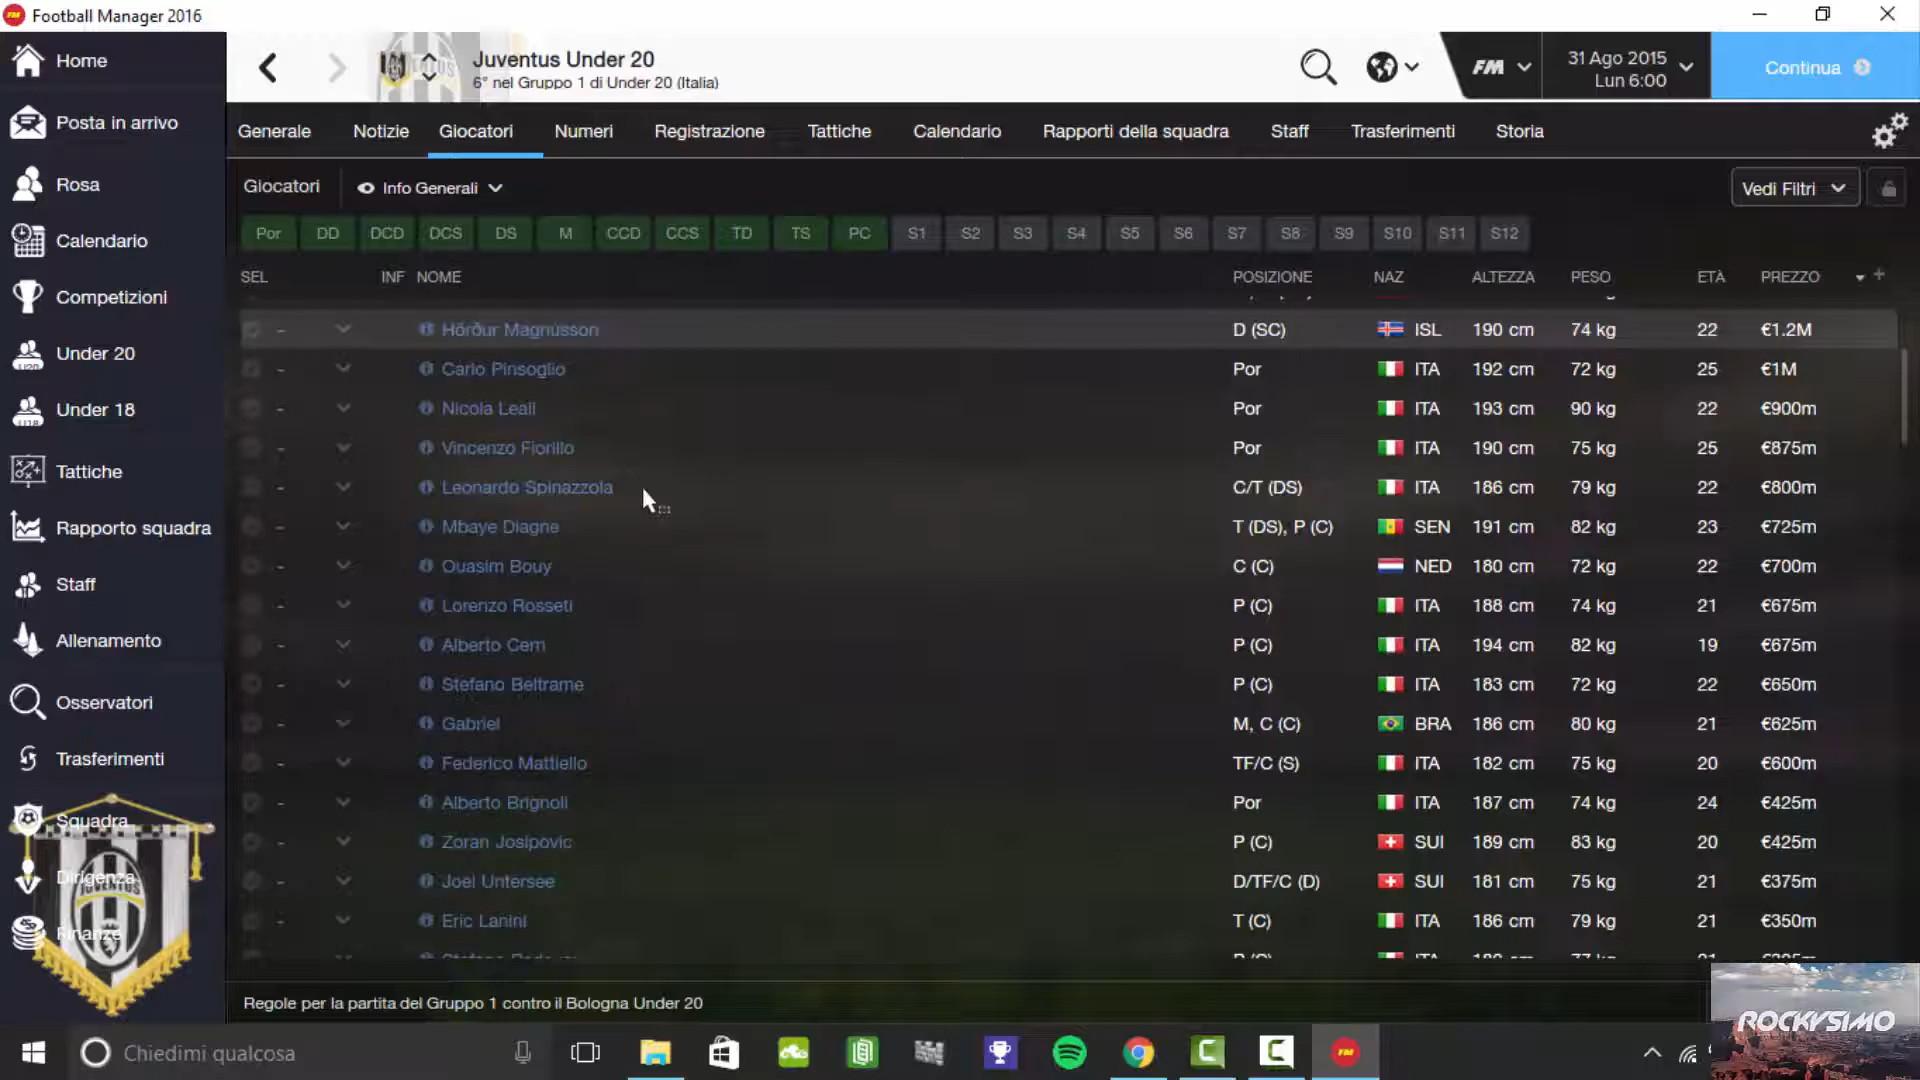 Football Manager 2016
Home
Posta in arrivo
Rosa
Calendario
Competizioni
Under 20
Under 18
Tattiche
Rapporto squadra
Staff
Allenamento
Osservatori
Trasferimenti
Squadra
Dirigenza
Finanze
JUVENTUS
Juventus Under 20
6° nel Gruppo 1 di Under 20 (Italia)
FM
31 Ago 2015
Lun 6:00
Continua
Generale Notizie Giocatori Numeri Registrazione Tattiche Calendario Rapporti della squadra Staff Trasferimenti Storia
Giocatori Info Generali Vedi Filtri
Por DD DCD DCS DS M CCD CCS TD TS PC S1 S2 S3 S4 S5 S6 S7 S8 S9 S10 S11 S12
SEL INF NOME POSIZIONE NAZ ALTEZZA PESO ETÀ PREZZO
- Hörður Magnússon D (SC) ISL 190 cm 74 kg 22 €1.2M
- Carlo Pinsoglio Por ITA 192 cm 72 kg 25 €1M
- Nicola Leali Por ITA 193 cm 90 kg 22 €900m
- Vincenzo Fiorillo Por ITA 190 cm 75 kg 25 €875m
- Leonardo Spinazzola C/T (DS) ITA 186 cm 79 kg 22 €800m
- Mbaye Diagne T (DS), P (C) SEN 191 cm 82 kg 23 €725m
- Ouasim Bouy C (C) NED 180 cm 72 kg 22 €700m
- Lorenzo Rosseti P (C) ITA 188 cm 74 kg 21 €675m
- Alberto Cerri P (C) ITA 194 cm 82 kg 19 €675m
- Stefano Beltrame P (C) ITA 183 cm 72 kg 22 €650m
- Gabriel M, C (C) BRA 186 cm 80 kg 21 €625m
- Federico Mattiello TF/C (S) ITA 182 cm 75 kg 20 €600m
- Alberto Brignoli Por ITA 187 cm 74 kg 24 €425m
- Zoran Josipovic P (C) SUI 189 cm 83 kg 20 €425m
- Joel Untersee D/TF/C (D) SUI 181 cm 75 kg 21 €375m
- Eric Lanini T (C) ITA 186 cm 79 kg 21 €350m
Regole per la partita del Gruppo 1 contro il Bologna Under 20
ROCKYSIMO
Chiedimi qualcosa
FM